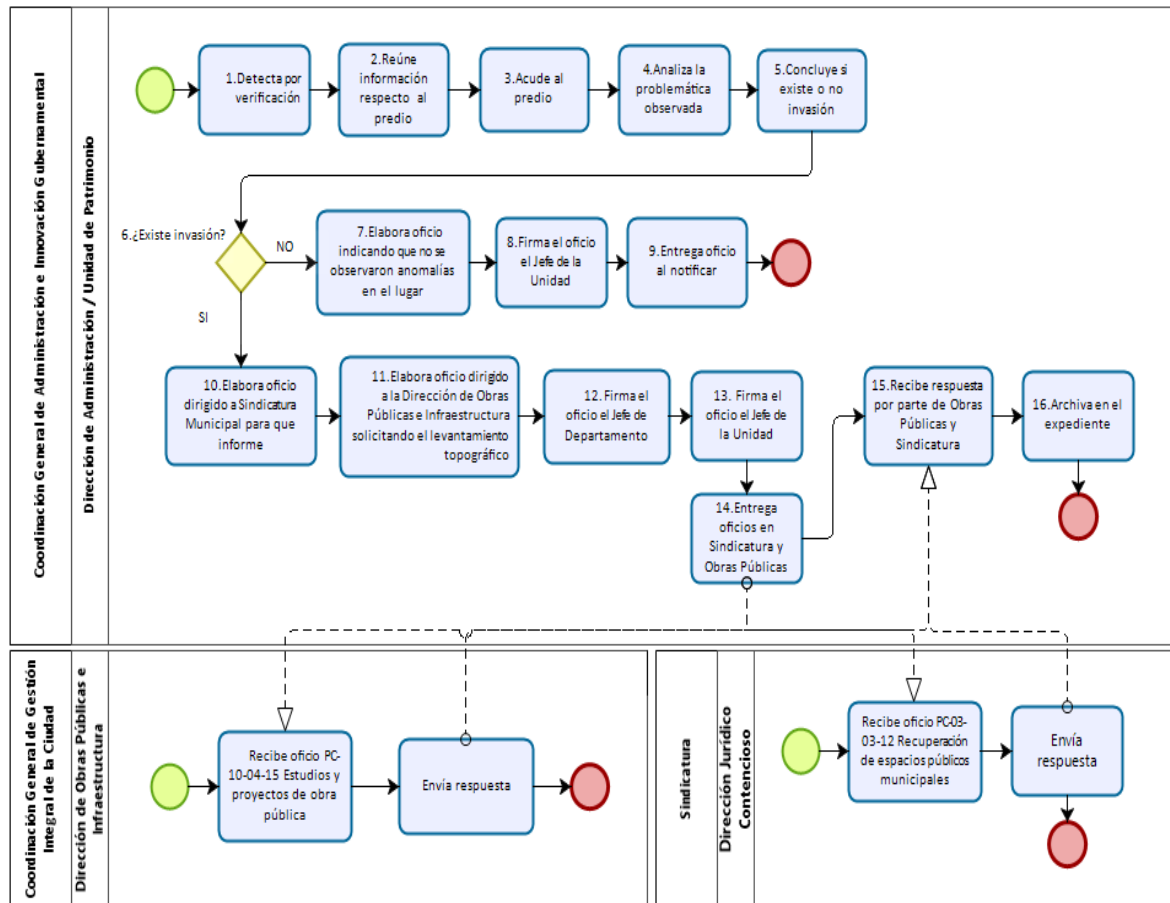 Coordinación General de Administración e Innovación Gubernamental
Dirección de Administración / Unidad de Patrimonio
1.Detecta por
verificación
2.Reúne
información
respecto al
predio
3.Acude al
predio
4.Analiza la
problemática
observada
5.Concluye si
existe o no
invasión
6.¿Existe invasión?
NO
7.Elabora oficio
indicando que no se
observaron anomalías
en el lugar
8.Firma el oficio
el Jefe de la
Unidad
9.Entrega oficio
al notificar
SI
10.Elabora oficio
dirigido a Sindicatura
Municipal para que
informe
11.Elabora oficio dirigido
a la Dirección de Obras
Públicas e Infraestructura
solicitando el levantamiento
topográfico
12.Firma el
oficio el Jefe de
Departamento
13. Firma el
oficio el Jefe de
la Unidad
14.Entrega
oficios en
Sindicatura y
Obras Públicas
15.Recibe respuesta
por parte de Obras
Públicas y
Sindicatura
16.Archiva en el
expediente
Coordinación General de Gestión
Integral de la Ciudad
Dirección de Obras Públicas e
Infraestructura
Recibe oficio PC-
10-04-15 Estudios y
proyectos de obra
pública
Envía respuesta
Sindicatura
Dirección Jurídico
Contencioso
Recibe oficio PC-03-
03-12 Recuperación
de espacios públicos
municipales
Envía
respuesta